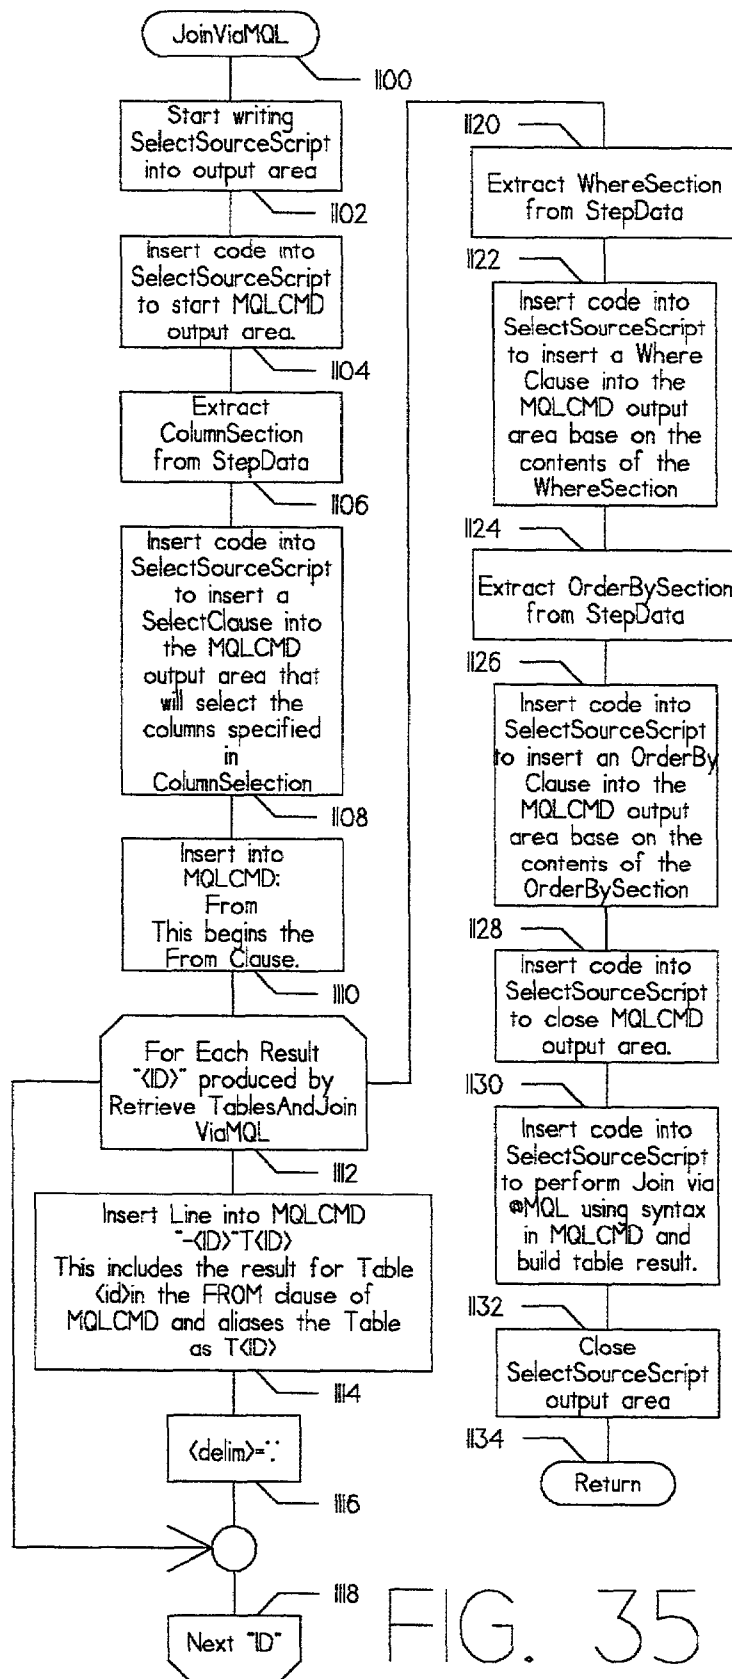 JoinViaMQL
1100
Start writing
SelectSourceScript
into output area
1102
Insert code into
SelectSourceScript
to start MQLCMD
output area.
1104
Extract
ColumnSection
from StepData
1106
Insert code into
SelectSourceScript
to insert a
SelectClause into
the MQLCMD
output area that
will select the
columns specified
in
ColumnSelection
1108
Insert into
MQLCMD:
From
This begins the
From Clause.
1110
For Each Result
"<ID>" produced by
Retrieve TablesAndJoin
ViaMQL
1112
Insert Line into MQLCMD
"-<ID>"T<ID>
This includes the result for Table
<id>in the FROM clause of
MQLCMD and aliases the Table
as T<ID>
1114
<delim>=","
1116
1118
Next "ID"
1120
Extract WhereSection
from StepData
1122
Insert code into
SelectSourceScript
to insert a Where
Clause into the
MQLCMD output
area base on the
contents of the
WhereSection
1124
Extract OrderBySection
from StepData
1126
Insert code into
SelectSourceScript
to insert an OrderBy
Clause into the
MQLCMD output
area base on the
contents of the
OrderBySection
1128
Insert code into
SelectSourceScript
to close MQLCMD
output area.
1130
Insert code into
SelectSourceScript
to perform Join via
@MQL using syntax
in MQLCMD and
build table result.
1132
Close
SelectSourceScript
output area
1134
Return
FIG. 35